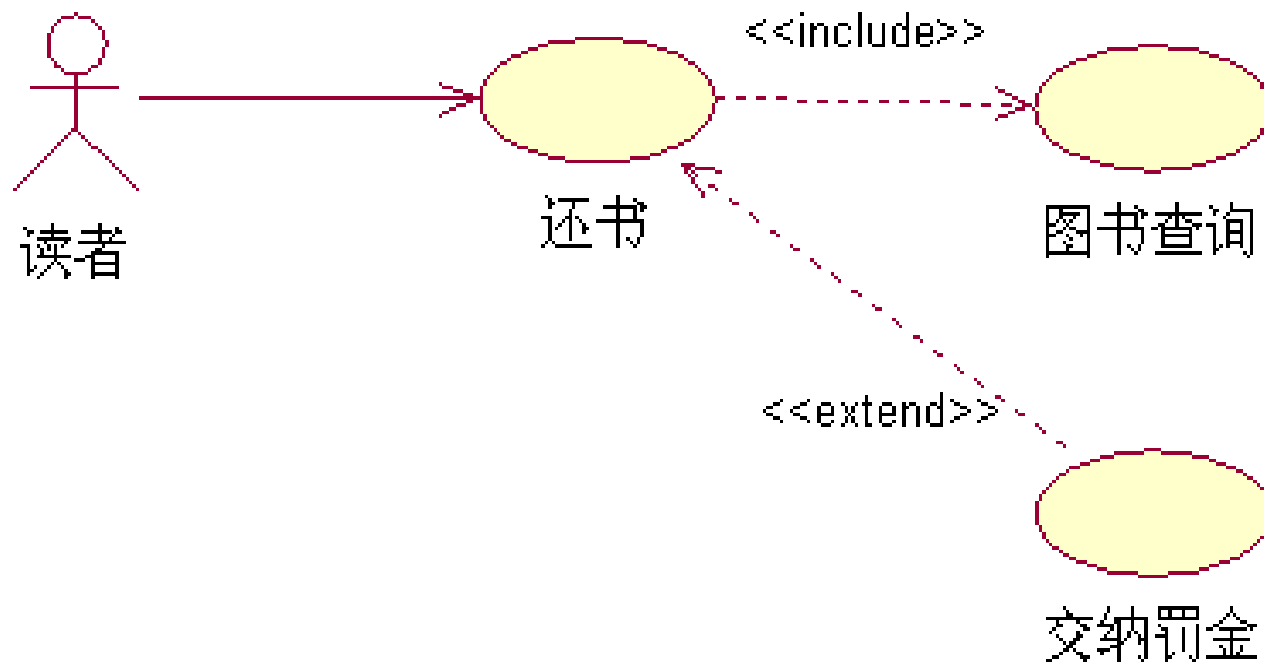 <<include>>
读者
还书
图书查询
<<extend>>
交纳罚金